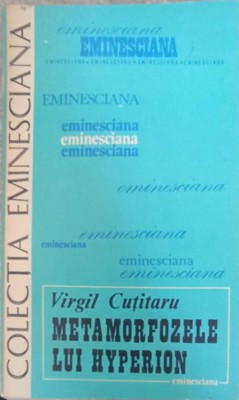 COLECȚIA EMINESCIANA
eminesciana
EMINESCIANA
EMINESCIANA • EMINESCIANA • EMINESCIANA • EMINESCIANA
EMINESCIANA
eminesciana
eminesciana
eminesciana
eminesciana
eminesciana
eminesciana
eminesciana
eminesciana
Virgil Cuțitaru
METAMORFOZELE
LUI HYPERION
eminesciana